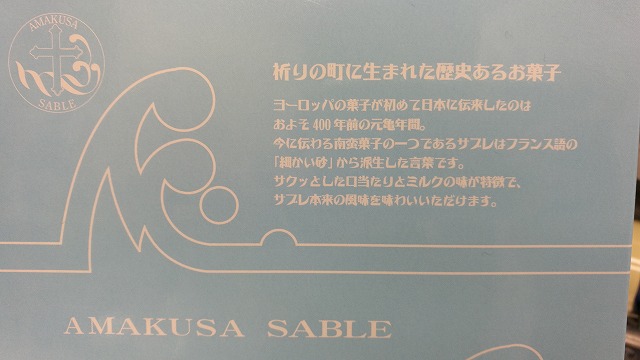 AMAKUSA
SABLE
祈りの町に生まれた歴史あるお菓子
ヨーロッパの菓子が初めて日本に伝来したのは
およそ400年前の元亀年間。
今に伝わる南蛮菓子の一つであるサブレはフランス語の
「細かい砂」から派生した言葉です。
サクッとした口当たりとミルクの味が特徴で、
サブレ本来の風味を味わいいただけます。
AMAKUSA SABLE